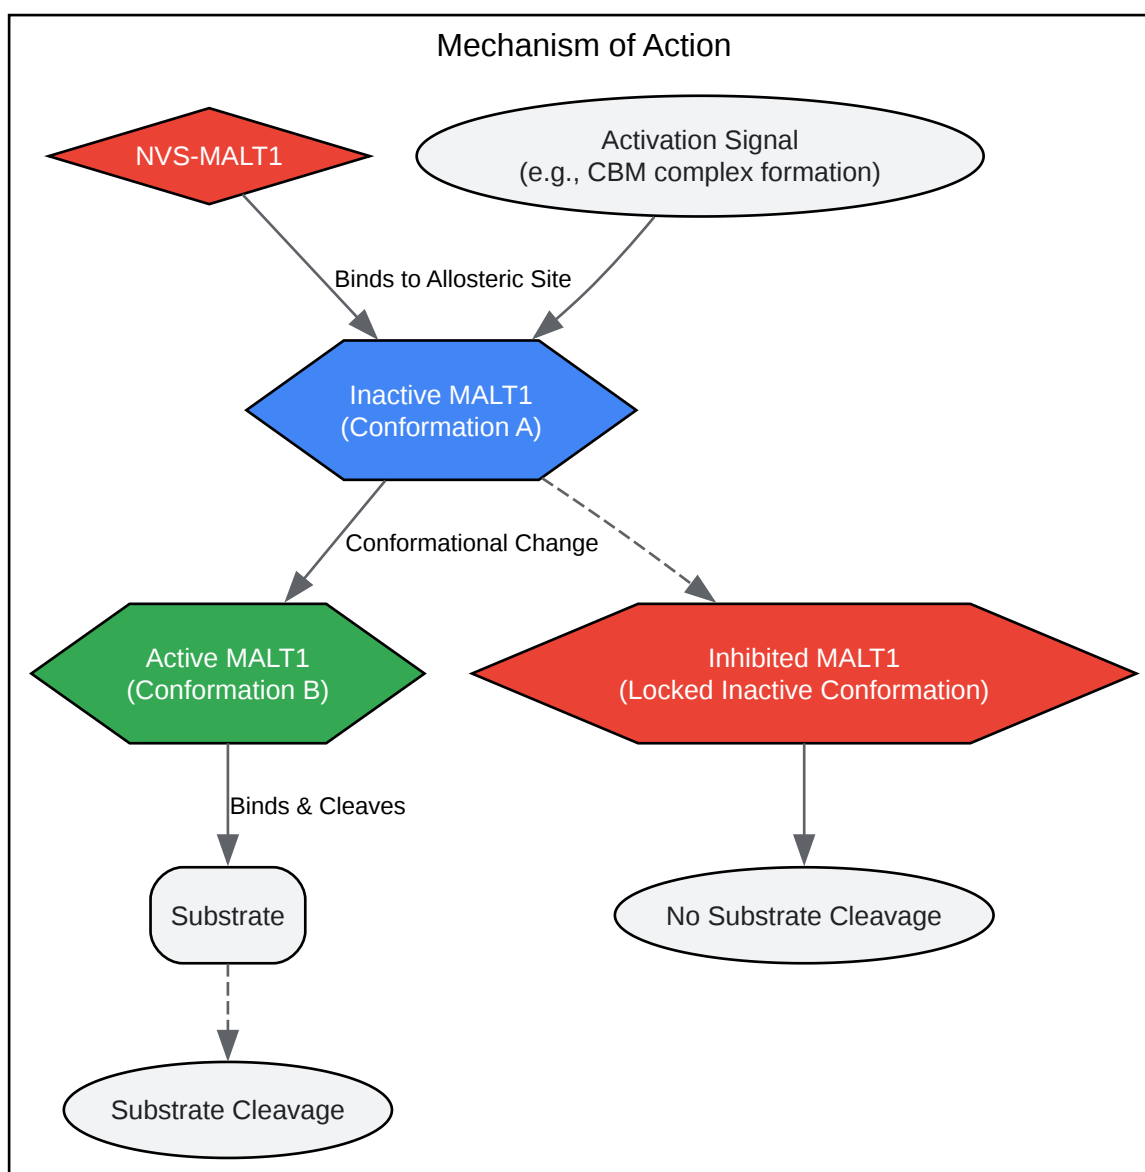 Mechanism of Action
NVS-MALT1
Activation Signal
(e.g., CBM complex formation)
Binds to Allosteric Site
Inactive MALT1
(Conformation A)
Conformational Change
Active MALT1
(Conformation B)
Inhibited MALT1
(Locked Inactive Conformation)
Binds & Cleaves
Substrate
No Substrate Cleavage
Substrate Cleavage